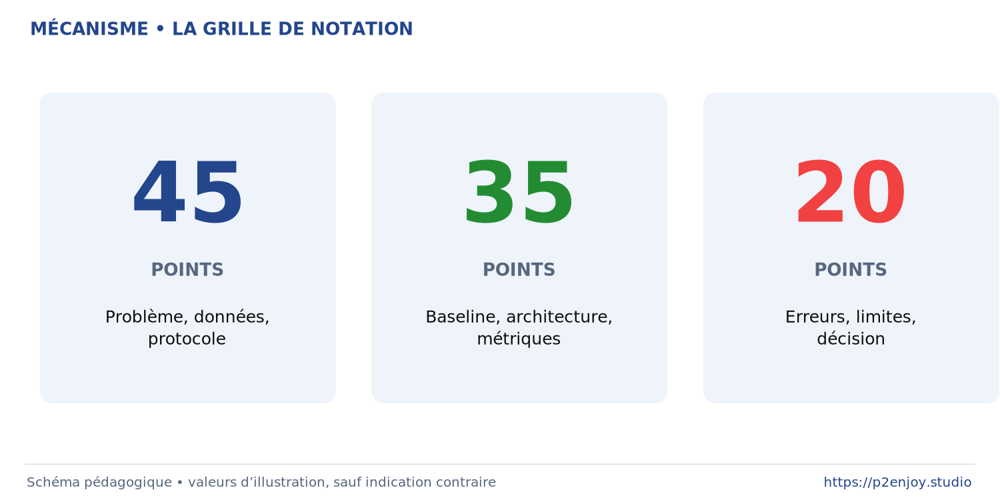 MÉCANISME • LA GRILLE DE NOTATION
45
POINTS
Problème, données,
protocole
35
POINTS
Baseline, architecture,
métriques
20
POINTS
Erreurs, limites,
décision
Schéma pédagogique • valeurs d’illustration, sauf indication contraire
https://p2enjoy.studio